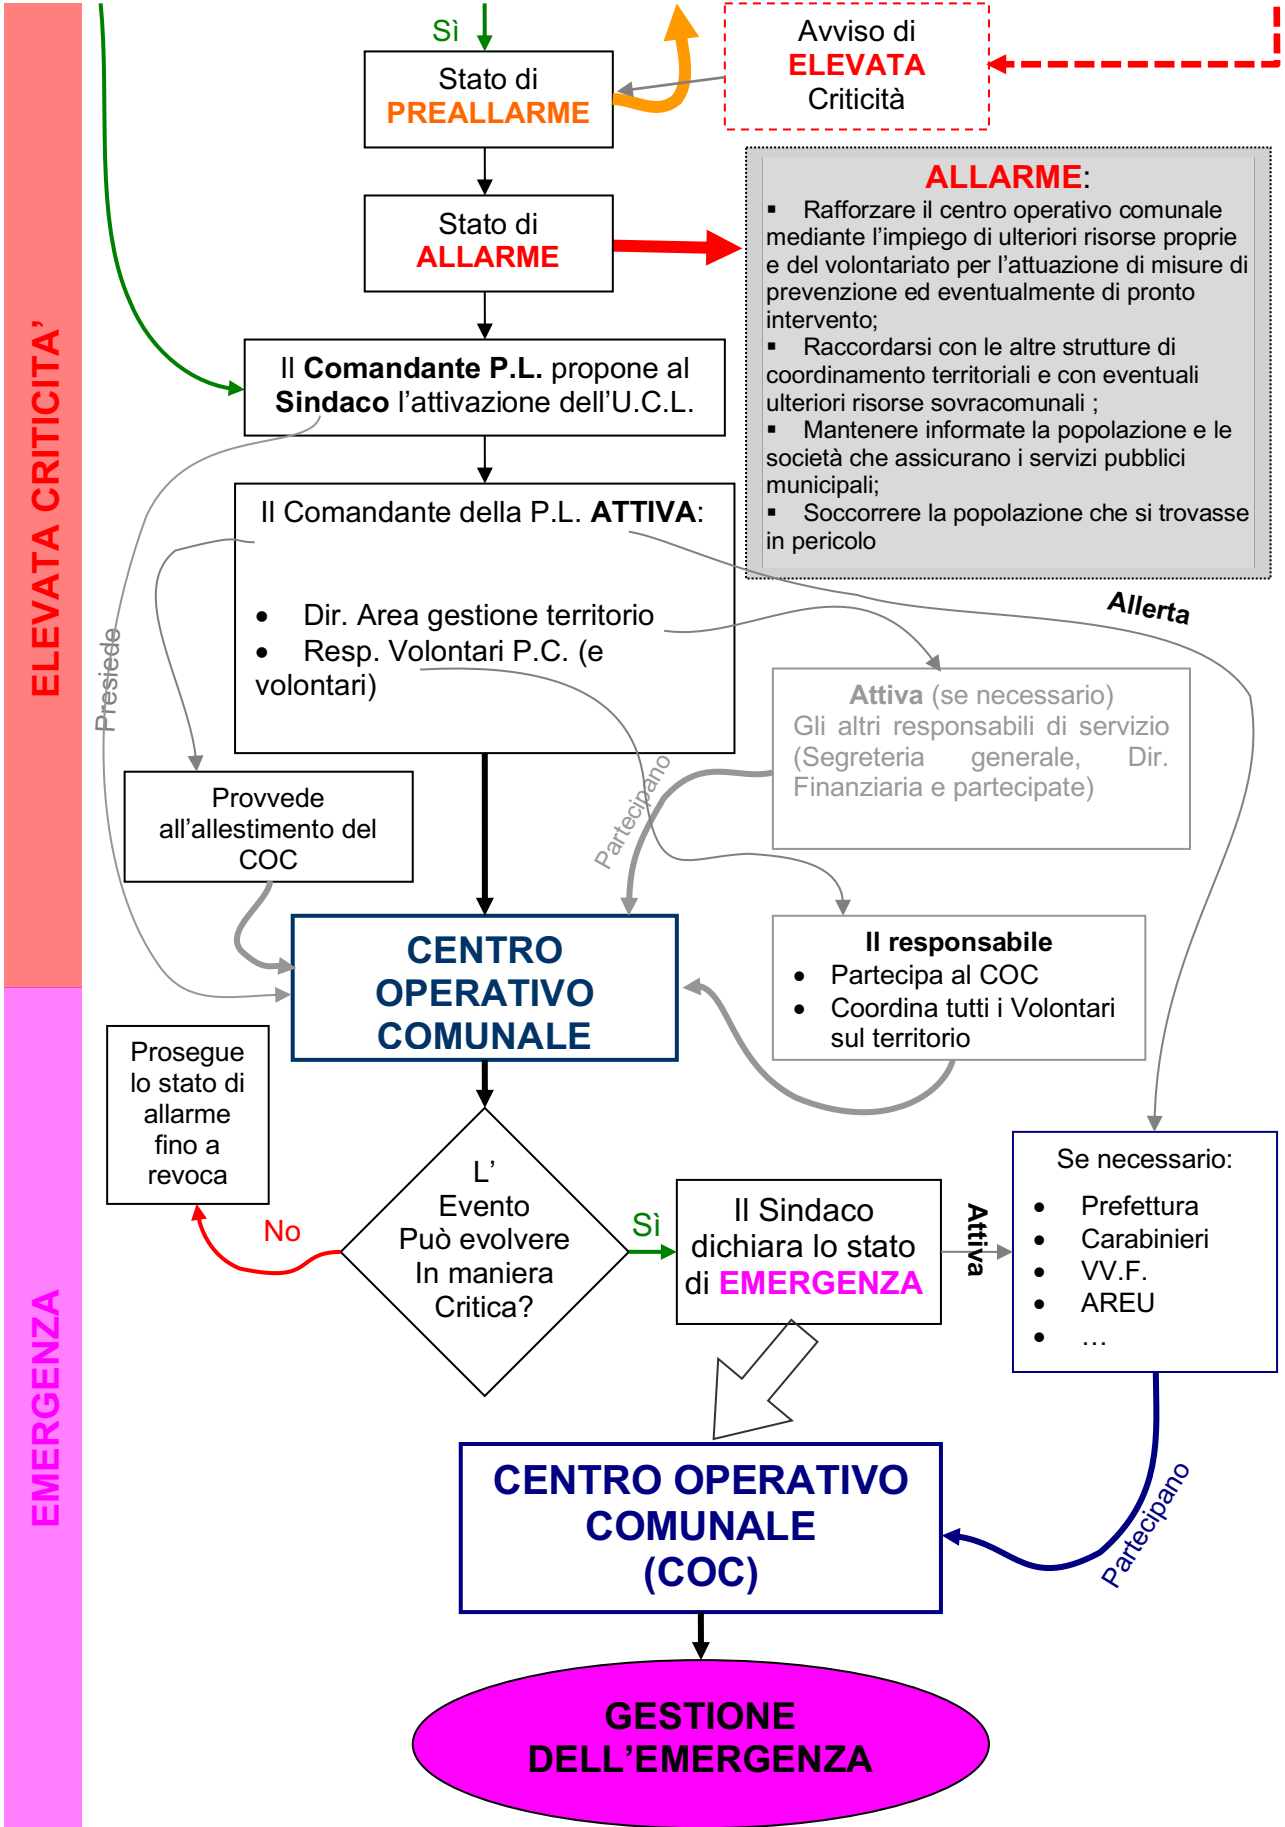 Sì
Stato di
PREALLARME
Avviso di
ELEVATA
Criticità
Stato di
ALLARME
ALLARME:
▪ Rafforzare il centro operativo comunale
mediante l'impiego di ulteriori risorse proprie
e del volontariato per l'attuazione di misure di
prevenzione ed eventualmente di pronto
intervento;
▪ Raccordarsi con le altre strutture di
coordinamento territoriali e con eventuali
ulteriori risorse sovracomunali ;
▪ Mantenere informate la popolazione e le
società che assicurano i servizi pubblici
municipali;
▪ Soccorrere la popolazione che si trovasse
in pericolo
ELEVATA CRITICITA'
Il Comandante P.L. propone al
Sindaco l'attivazione dell'U.C.L.
Il Comandante della P.L. ATTIVA:
• Dir. Area gestione territorio
• Resp. Volontari P.C. (e
volontari)
Allerta
Presiede
Attiva (se necessario)
Gli altri responsabili di servizio
(Segreteria generale, Dir.
Finanziaria e partecipate)
Partecipano
Provvede
all'allestimento del
COC
CENTRO
OPERATIVO
COMUNALE
Il responsabile
• Partecipa al COC
• Coordina tutti i Volontari
sul territorio
EMERGENZA
Prosegue
lo stato di
allarme
fino a
revoca
No
L'
Evento
Può evolvere
In maniera
Critica?
Sì
Il Sindaco
dichiara lo stato
di EMERGENZA
Attiva
Se necessario:
• Prefettura
• Carabinieri
• VV.F.
• AREU
• …
Partecipano
CENTRO OPERATIVO
COMUNALE
(COC)
GESTIONE
DELL'EMERGENZA